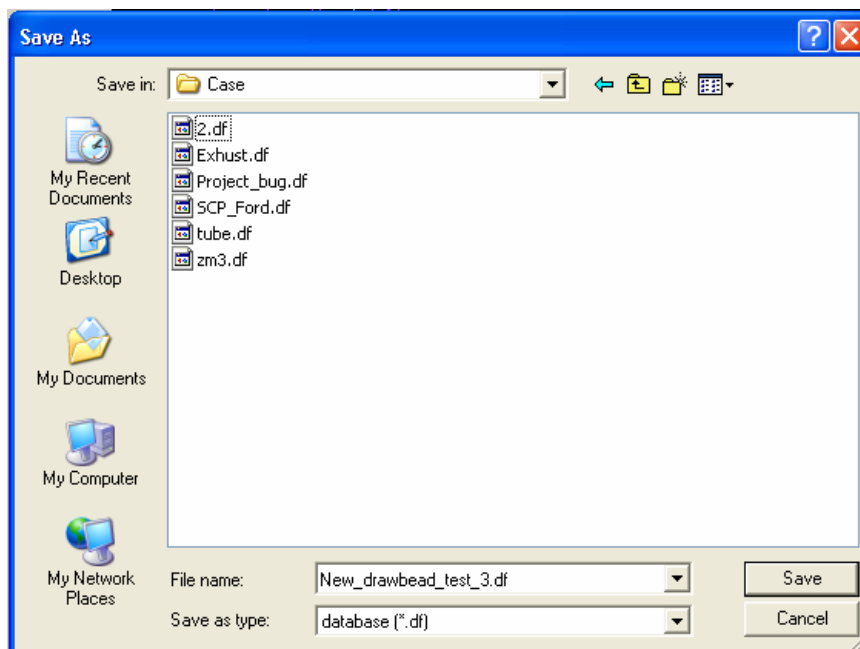 Save As
Save in:
Case
My Recent
Documents
Desktop
My Documents
My Computer
My Network
Places
2.df
Exhust.df
Project_bug.df
SCP_Ford.df
tube.df
zm3.df
File name:
New_drawbead_test_3.df
Save
Save as type:
database (*.df)
Cancel